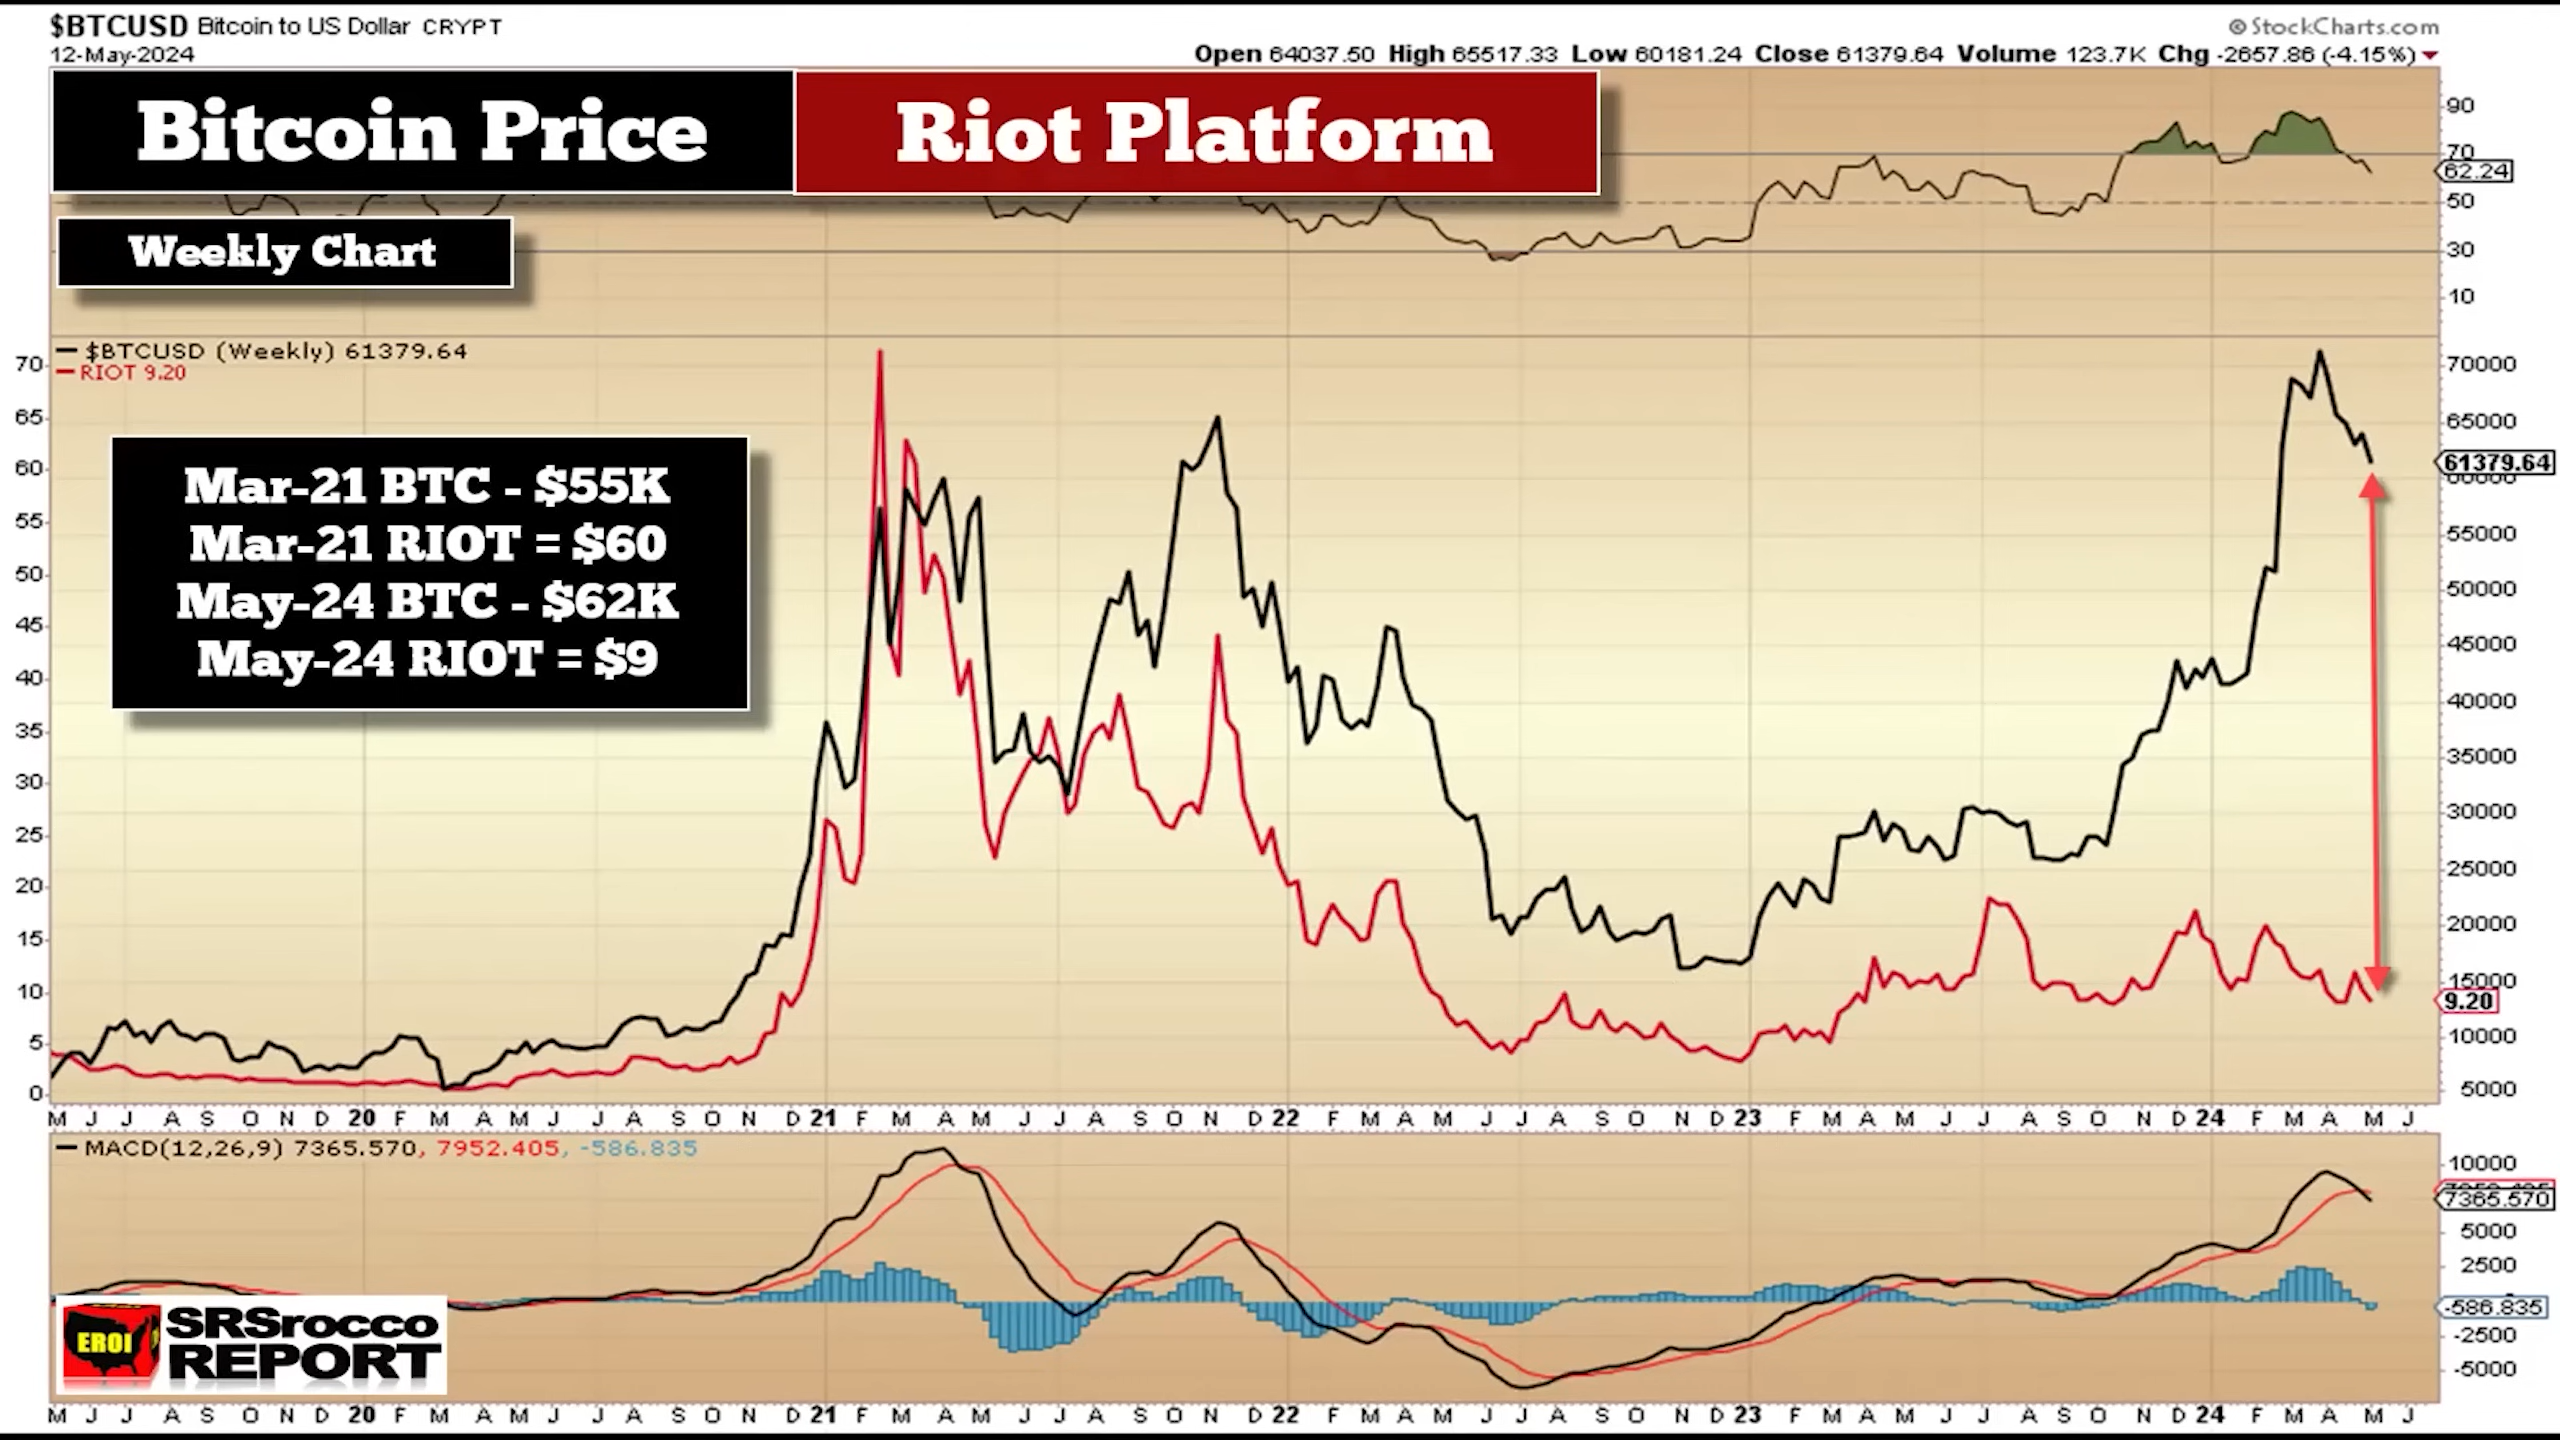 $BTCUSD Bitcoin to US Dollar CRYPT
© StockCharts.com
12-May-2024
Open 64037.50 High 65517.33 Low 60181.24 Close 61379.64 Volume 123.7K Chg -2657.86 (-4.15%)
Bitcoin Price
Riot Platform
Weekly Chart
90
70
62.24
50
30
10
$BTCUSD (Weekly) 61379.64
RIOT 9.20
Mar-21 BTC - $55K
Mar-21 RIOT = $60
May-24 BTC - $62K
May-24 RIOT = $9
70
65
60
55
50
45
40
35
30
25
20
15
10
5
0
70000
65000
61379.64
60000
55000
50000
45000
40000
35000
30000
25000
20000
15000
9.20
10000
5000
M J J A S O N D 20 F M A M J J A S O N D 21 F M A M J J A S O N D 22 F M A M J J A S O N D 23 F M A M J J A S O N D 24 F M A M J
MACD(12,26,9) 7365.570, 7952.405, -586.835
10000
7365.570
5000
2500
-586.835
-2500
-5000
EROI
SRSrocco
REPORT
M J J A S O N D 20 F M A M J J A S O N D 21 F M A M J J A S O N D 22 F M A M J J A S O N D 23 F M A M J J A S O N D 24 F M A M J